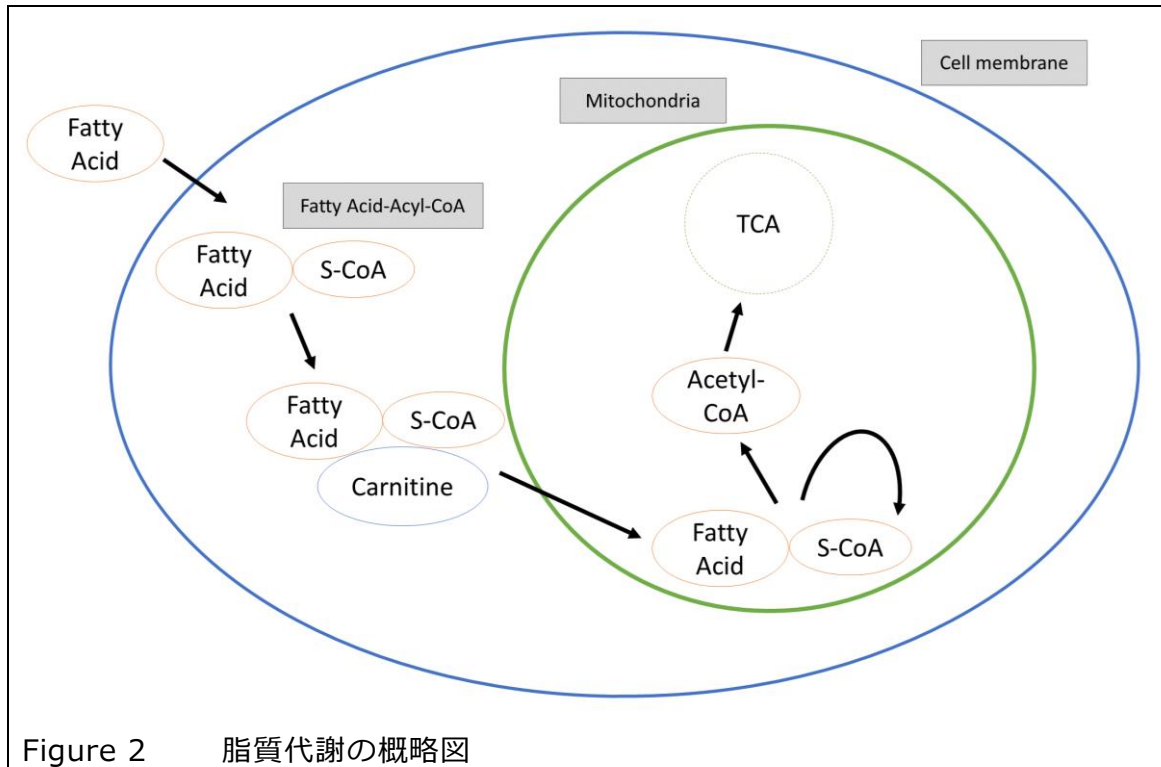 Cell membrane
Mitochondria
Fatty
Acid
Fatty Acid-Acyl-CoA
TCA
Fatty
Acid
S-CoA
Acetyl-
CoA
Fatty
Acid
S-CoA
Carnitine
Fatty
Acid
S-CoA
Figure 2 脂質代謝の概略図